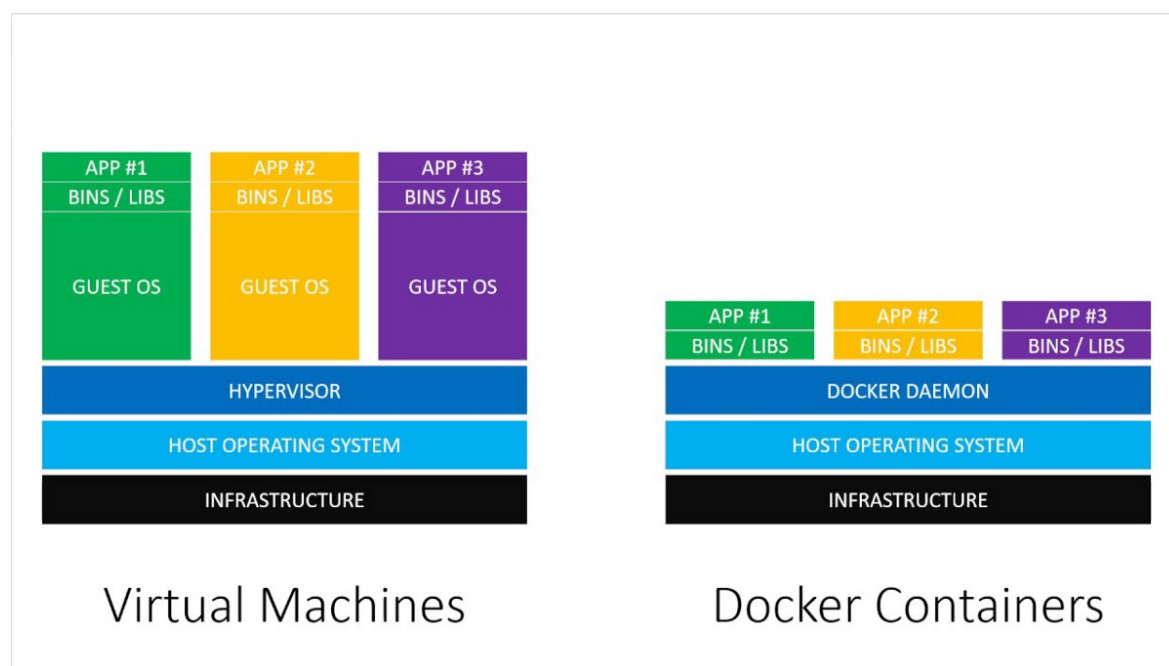 APP #1
BINS / LIBS
GUEST OS
APP #2
BINS / LIBS
GUEST OS
APP #3
BINS / LIBS
GUEST OS
HYPERVISOR
HOST OPERATING SYSTEM
INFRASTRUCTURE
Virtual Machines
APP #1
BINS / LIBS
APP #2
BINS / LIBS
APP #3
BINS / LIBS
DOCKER DAEMON
HOST OPERATING SYSTEM
INFRASTRUCTURE
Docker Containers